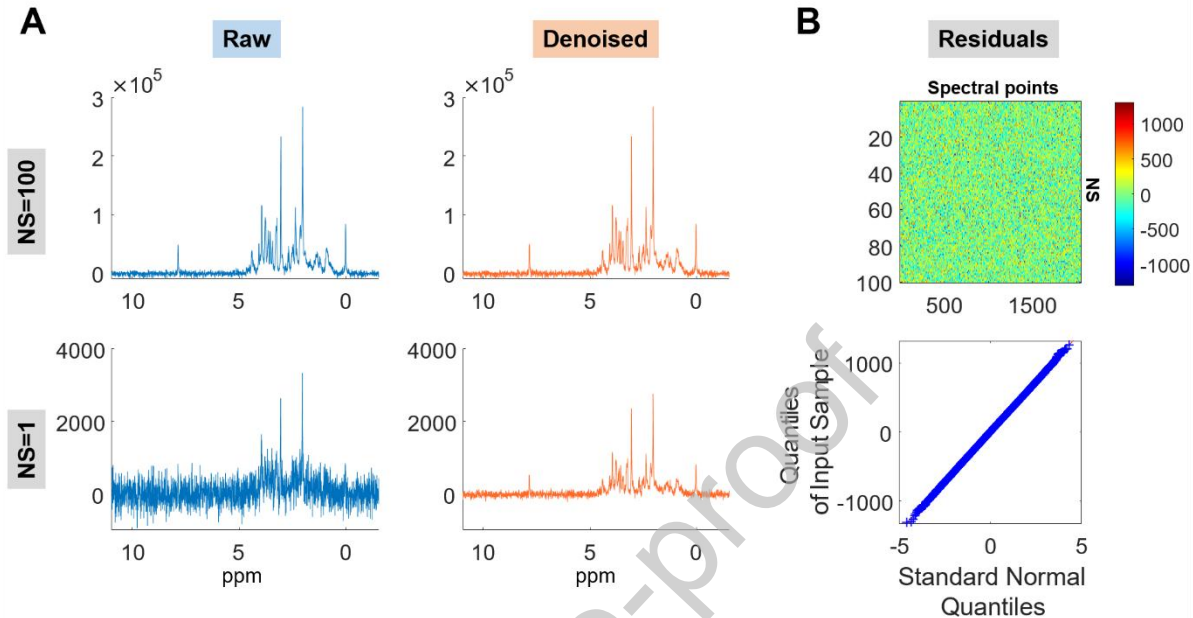 A
Raw
Denoised
B
Residuals
NS=100
×10^5
3
2
1
0
10
5
0
×10^5
3
2
1
0
10
5
0
Spectral points
20
40
60
80
100
500
1500
NS
1000
500
0
-500
-1000
NS=1
4000
2000
0
10
5
0
ppm
4000
2000
0
10
5
0
ppm
Quantiles
of Input Sample
1000
0
-1000
-5
0
5
Standard Normal
Quantiles
-proof